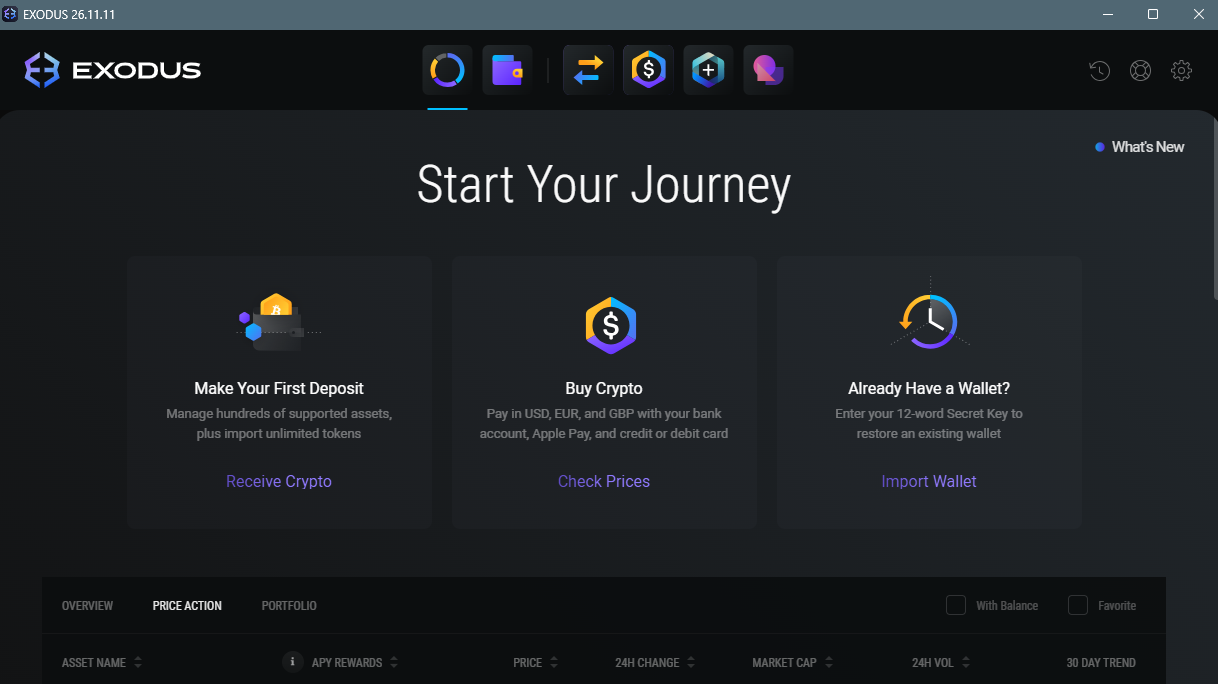 EXODUS 26.11.11
EXODUS
What's New
Start Your Journey
Make Your First Deposit
Manage hundreds of supported assets,
plus import unlimited tokens
Receive Crypto
Buy Crypto
Pay in USD, EUR, and GBP with your bank
account, Apple Pay, and credit or debit card
Check Prices
Already Have a Wallet?
Enter your 12-word Secret Key to
restore an existing wallet
Import Wallet
OVERVIEW PRICE ACTION PORTFOLIO With Balance Favorite
ASSET NAME i APY REWARDS PRICE 24H CHANGE MARKET CAP 24H VOL 30 DAY TREND